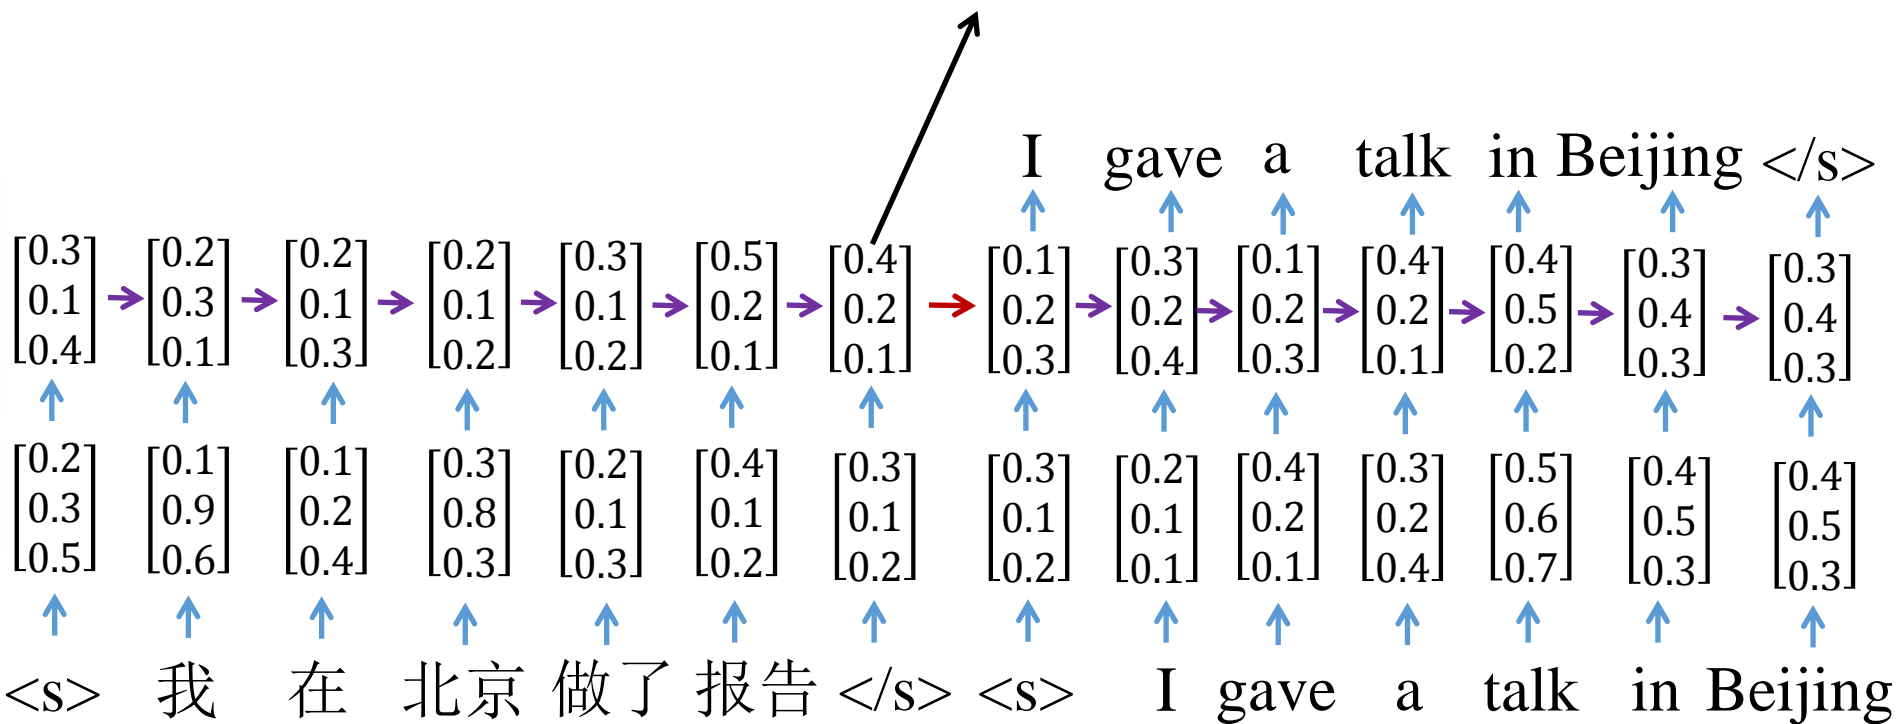 I gave a talk in Beijing </s>
[0.3 0.1 0.4] [0.2 0.3 0.1] [0.2 0.1 0.3] [0.2 0.1 0.2] [0.3 0.1 0.2] [0.5 0.2 0.1] [0.4 0.2 0.1] [0.1 0.2 0.3] [0.3 0.2 0.4] [0.1 0.2 0.3] [0.4 0.2 0.1] [0.4 0.5 0.2] [0.3 0.4 0.3] [0.3 0.4 0.3]
[0.2 0.3 0.5] [0.1 0.9 0.6] [0.1 0.2 0.4] [0.3 0.8 0.3] [0.2 0.1 0.3] [0.4 0.1 0.2] [0.3 0.1 0.2] [0.3 0.1 0.2] [0.2 0.1 0.1] [0.4 0.2 0.1] [0.3 0.2 0.4] [0.5 0.6 0.7] [0.4 0.5 0.3] [0.4 0.5 0.3]
<s> 我 在 北京 做了 报告 </s> <s> I gave a talk in Beijing